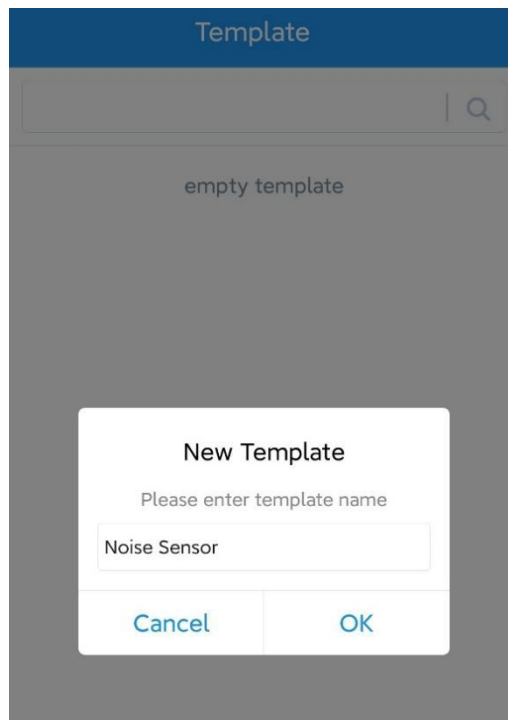 Template
empty template
New Template
Please enter template name
Noise Sensor
Cancel OK